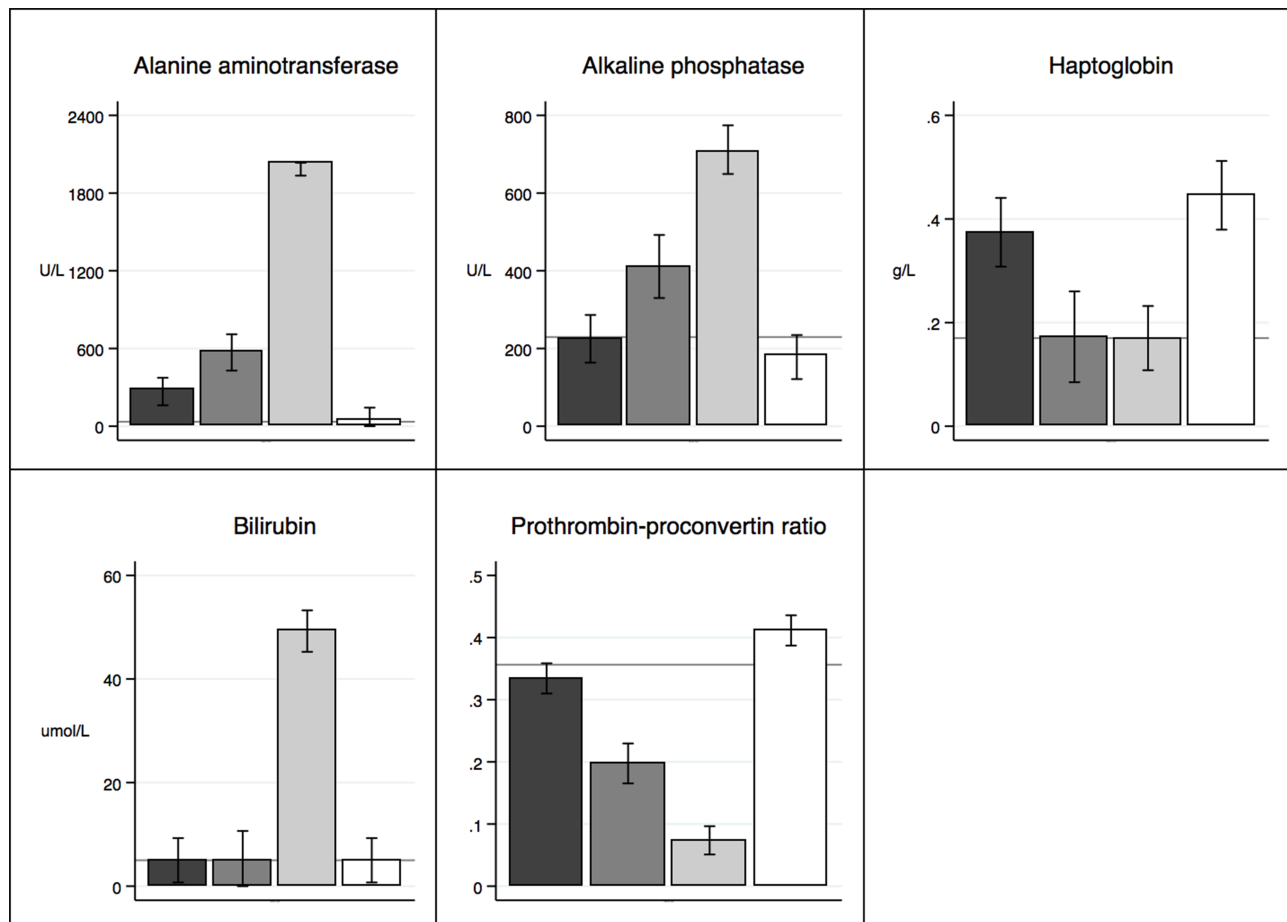 Alanine aminotransferase
2400
1800
U/L 1200
600
0
Alkaline phosphatase
800
600
U/L 400
200
0
Haptoglobin
.6
.4
g/L
.2
0
Bilirubin
60
40
umol/L
20
0
Prothrombin-proconvertin ratio
.5
.4
.3
.2
.1
0